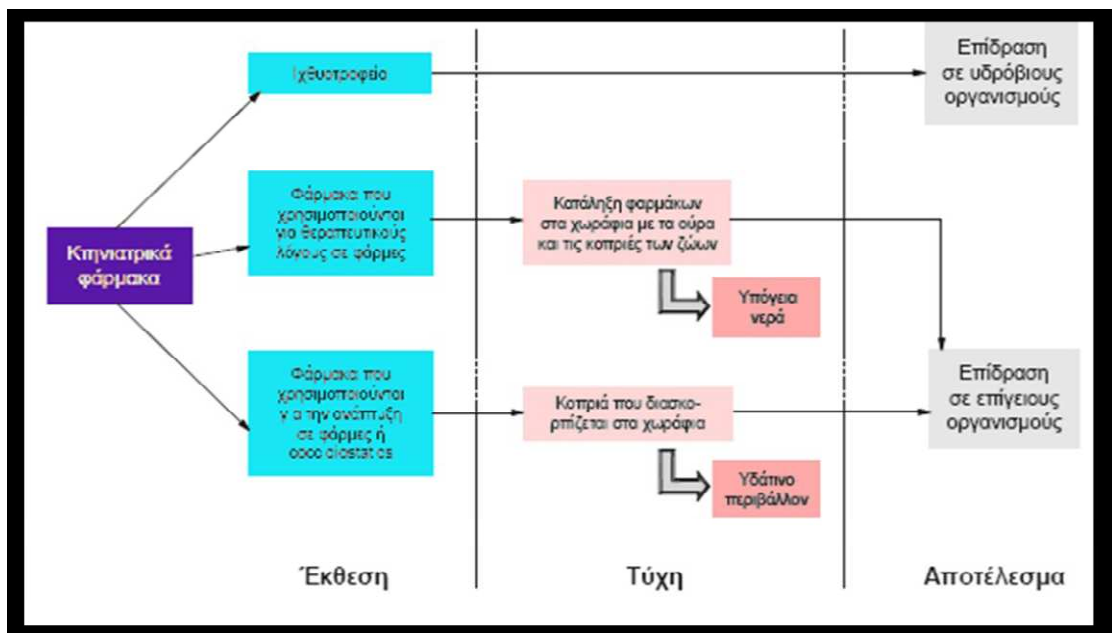 Ιχθυοτροφείο
Επίδραση
σε υδρόβιους
οργανισμούς
Κτηνιατρικά
φάρμακα
Φάρμακα που
χρησιμοποιούνται
για θεραπευτικούς
λόγους σε φάρμες
Κατάληξη φαρμάκων
στα χωράφια με τα ούρα
και τις κοπριές των ζώων
Υπόγεια
νερά
Φάρμακα που
χρησιμοποιούνται
για την ανάπτυξη
σε φάρμες ή
Κοπριά που διασκο-
ρπίζεται στα χωράφια
Υδάτινο
περιβάλλον
Επίδραση
σε επίγειους
οργανισμούς
Έκθεση
Τύχη
Αποτέλεσμα